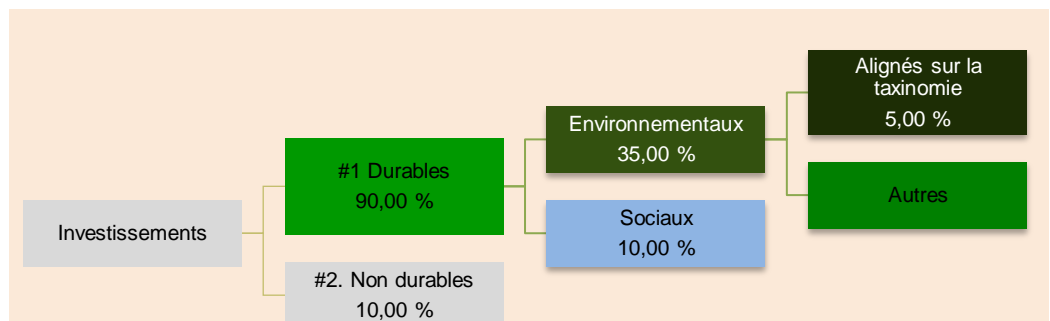 Investissements
#1 Durables
90,00 %
#2. Non durables
10,00 %
Environnementaux
35,00 %
Sociaux
10,00 %
Alignés sur la
taxinomie
5,00 %
Autres